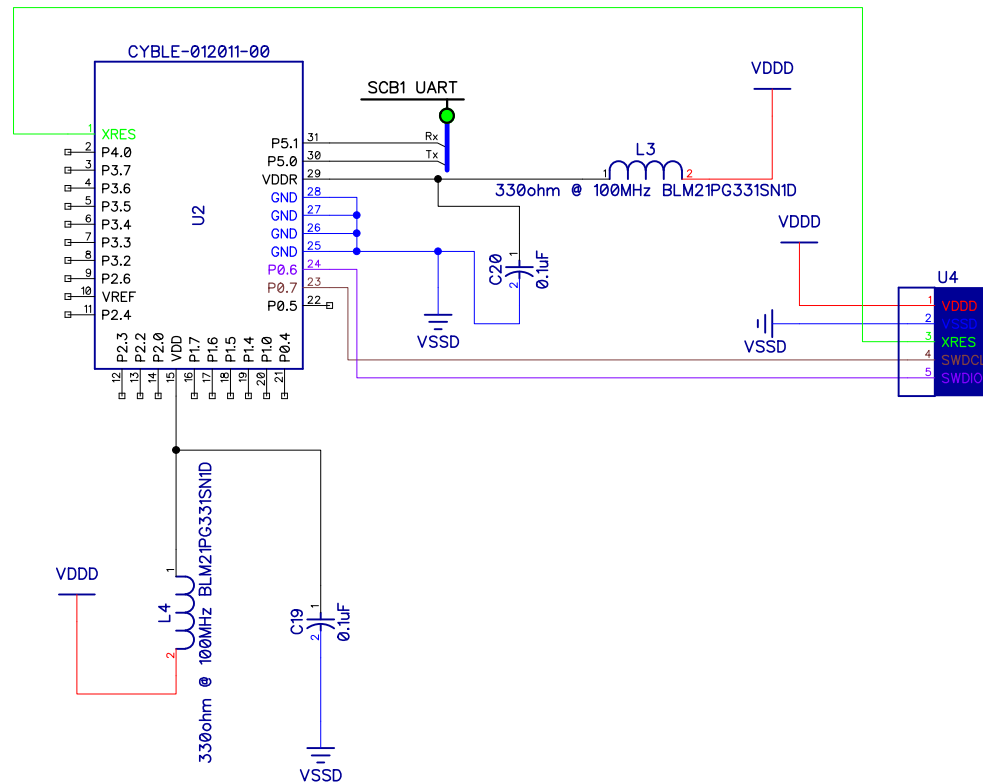 CYBLE-012011-00
U2
1 XRES
2 P4.0
3 P3.7
4 P3.6
5 P3.5
6 P3.4
7 P3.3
8 P3.2
9 P2.6
10 VREF
11 P2.4
P5.1 31
P5.0 30
VDDR 29
GND 28
GND 27
GND 26
GND 25
P0.6 24
P0.7 23
P0.5 22
12 P2.3
13 P2.2
14 P2.0
15 VDD
16 P1.7
17 P1.6
18 P1.5
19 P1.4
20 P1.0
21 P0.4
SCB1 UART
Rx
Tx
VDDD
L3
1 2
330ohm @ 100MHz BLM21PG331SN1D
C20
0.1uF
1
2
VSSD
VDDD
VSSD
U4
1 VDDD
2 VSSD
3 XRES
4 SWDCL
5 SWDIO
VDDD
L4
1
2
330ohm @ 100MHz BLM21PG331SN1D
C19
0.1uF
1
2
VSSD